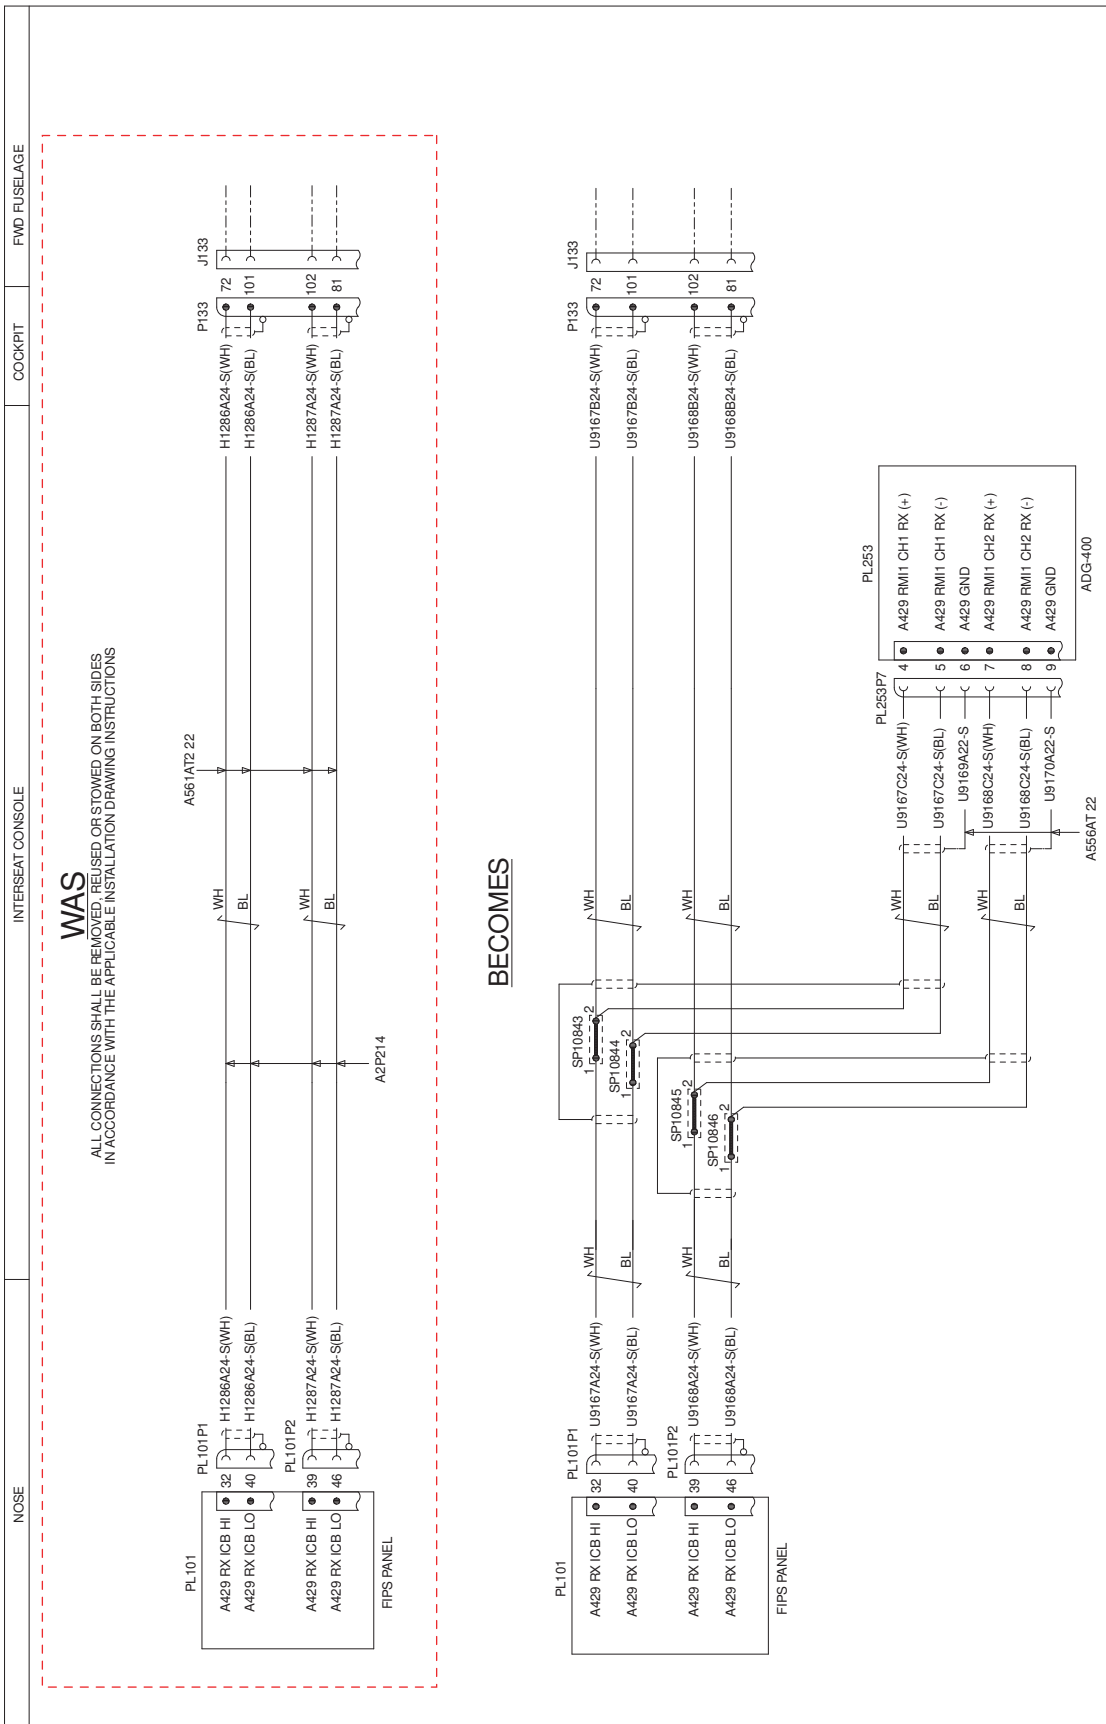 NOSE
INTERSEAT CONSOLE
COCKPIT
FWD FUSELAGE
WAS
ALL CONNECTIONS SHALL BE REMOVED, REUSED OR STOWED ON BOTH SIDES
IN ACCORDANCE WITH THE APPLICABLE INSTALLATION DRAWING INSTRUCTIONS
PL101
A429 RX ICB HI
A429 RX ICB LO
A429 RX ICB HI
A429 RX ICB LO
FIPS PANEL
PL101P1
32
40
PL101P2
39
46
H1286A24-S(WH)
H1286A24-S(BL)
H1287A24-S(WH)
H1287A24-S(BL)
A2P214
WH
BL
WH
BL
A561AT2 22
H1286A24-S(WH)
H1286A24-S(BL)
H1287A24-S(WH)
H1287A24-S(BL)
P133
J133
72
101
102
81
BECOMES
PL101
A429 RX ICB HI
A429 RX ICB LO
A429 RX ICB HI
A429 RX ICB LO
FIPS PANEL
PL101P1
32
40
PL101P2
39
46
U9167A24-S(WH)
U9167A24-S(BL)
U9168A24-S(WH)
U9168A24-S(BL)
WH
BL
WH
BL
SP10843
1
2
SP10844
1
2
SP10845
1
2
SP10846
1
2
WH
BL
WH
BL
U9167B24-S(WH)
U9167B24-S(BL)
U9168B24-S(WH)
U9168B24-S(BL)
P133
J133
72
101
102
81
WH
BL
WH
BL
U9167C24-S(WH)
U9167C24-S(BL)
U9169A22-S
U9168C24-S(WH)
U9168C24-S(BL)
U9170A22-S
A556AT 22
PL253P7
4
5
6
7
8
9
PL253
A429 RMI1 CH1 RX (+)
A429 RMI1 CH1 RX (-)
A429 GND
A429 RMI1 CH2 RX (+)
A429 RMI1 CH2 RX (-)
A429 GND
ADG-400